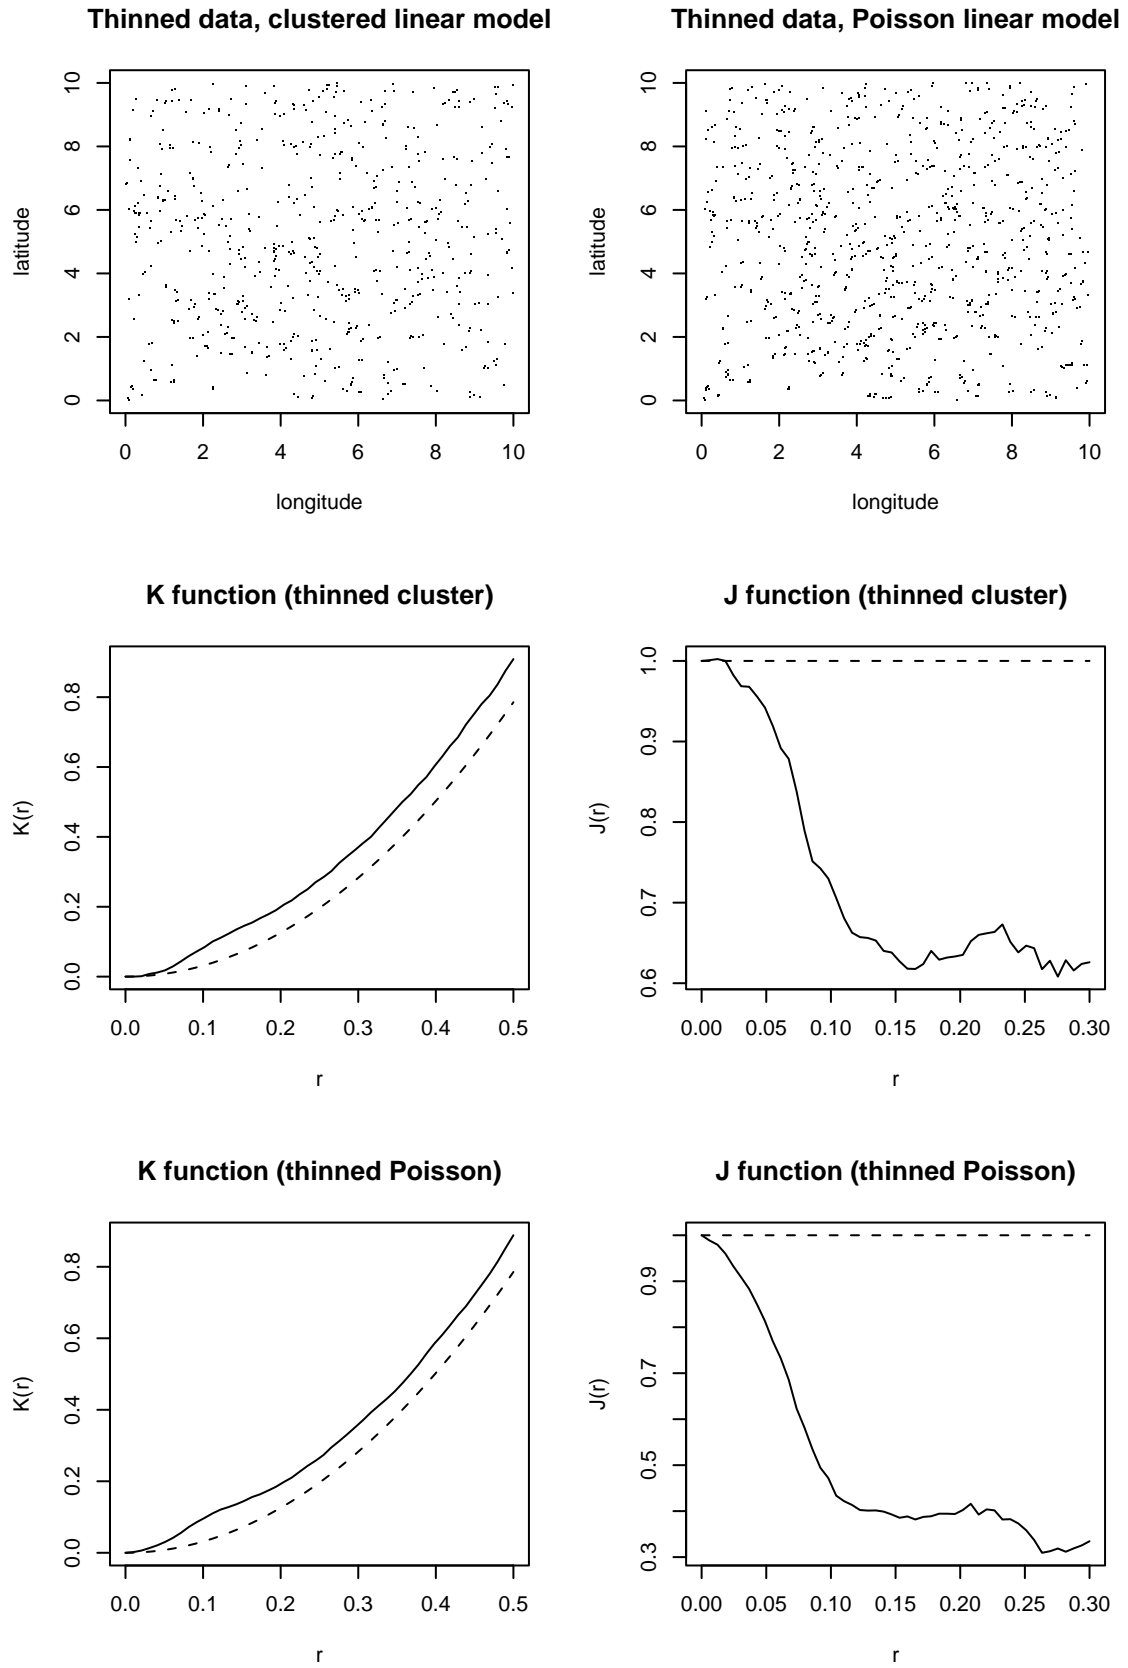 Thinned data, clustered linear model
10
8
6
4
2
0
latitude
0 2 4 6 8 10
longitude
Thinned data, Poisson linear model
10
8
6
4
2
0
latitude
0 2 4 6 8 10
longitude
K function (thinned cluster)
0.8
0.6
0.4
0.2
0.0
K(r)
0.0 0.1 0.2 0.3 0.4 0.5
r
J function (thinned cluster)
1.0
0.9
0.8
0.7
0.6
J(r)
0.00 0.05 0.10 0.15 0.20 0.25 0.30
r
K function (thinned Poisson)
0.8
0.6
0.4
0.2
0.0
K(r)
0.0 0.1 0.2 0.3 0.4 0.5
r
J function (thinned Poisson)
0.9
0.7
0.5
0.3
J(r)
0.00 0.05 0.10 0.15 0.20 0.25 0.30
r